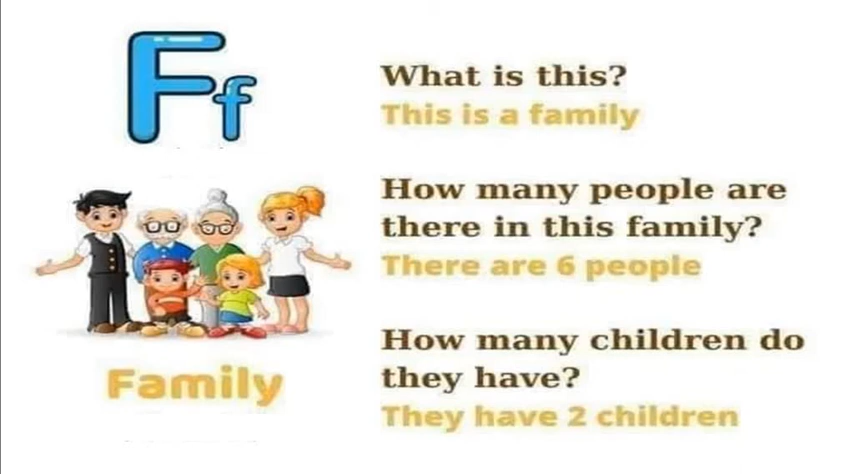 Ff
What is this?
This is a family
How many people are
there in this family?
There are 6 people
How many children do
they have?
They have 2 children
Family